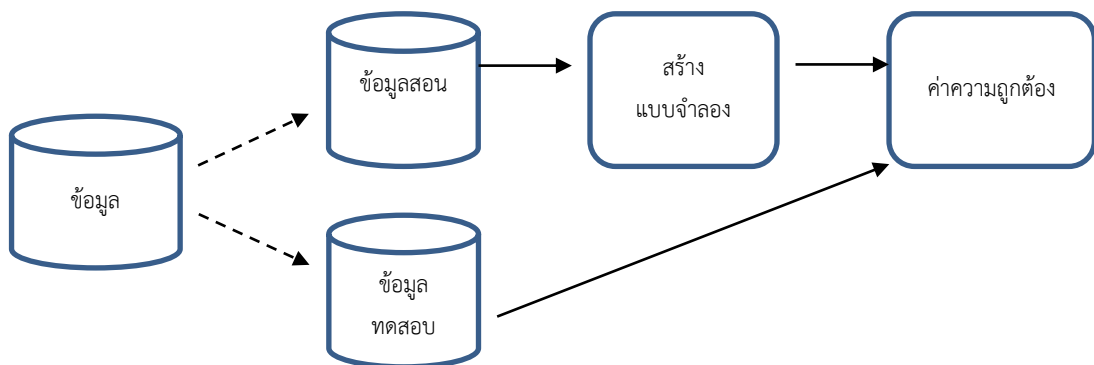 ข้อมูล
ข้อมูลสอน
สร้าง
แบบจำลอง
ค่าความถูกต้อง
ข้อมูล
ทดสอบ